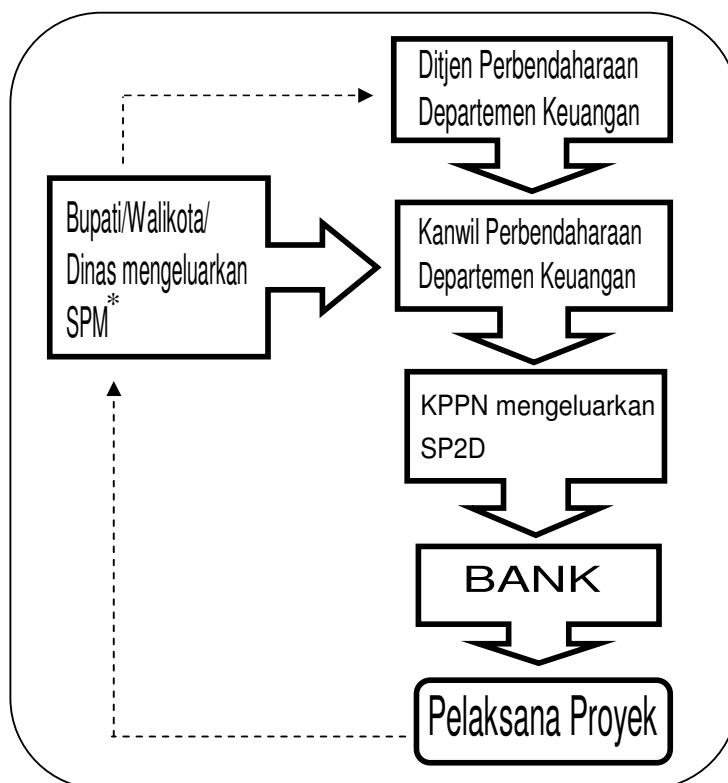 Ditjen Perbendaharaan
Departemen Keuangan
Bupati/Walikota/
Dinas mengeluarkan
SPM*
Kanwil Perbendaharaan
Departemen Keuangan
KPPN mengeluarkan
SP2D
BANK
Pelaksana Proyek